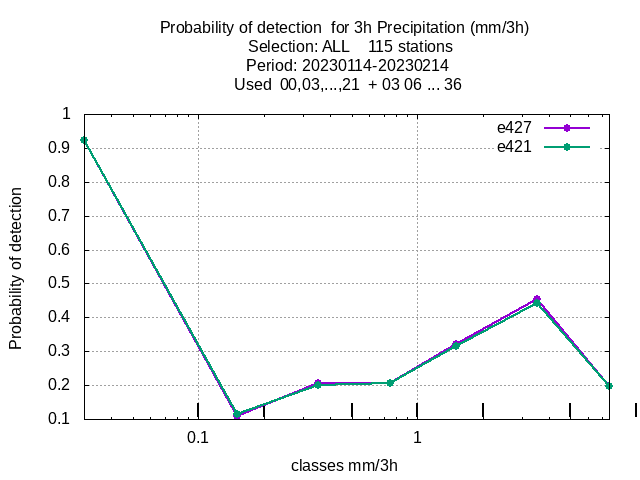 Probability of detection  for 3h Precipitation (mm/3h)
Selection: ALL    115 stations
Period: 20230114-20230214
Used  00,03,...,21  + 03 06 ... 36
e427
e421
1
0.9
0.8
0.7
0.6
0.5
0.4
0.3
0.2
0.1
Probability of detection
0.1
1
classes mm/3h